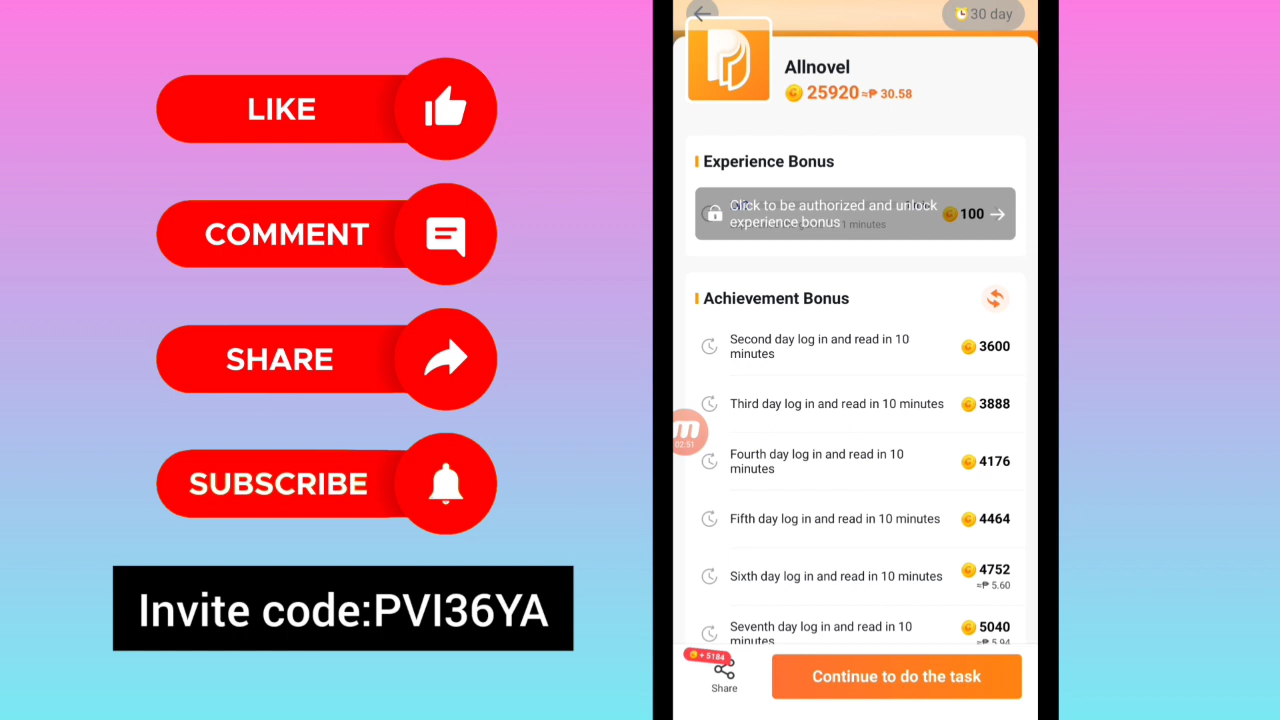 LIKE
COMMENT
SHARE
SUBSCRIBE
Invite code:PVI36YA
30 day
Allnovel
25920 ≈₱ 30.58
Experience Bonus
Click to be authorized and unlock
experience bonus
1 minutes
100
Achievement Bonus
Second day log in and read in 10
minutes
3600
Third day log in and read in 10 minutes
3888
02:51
Fourth day log in and read in 10
minutes
4176
Fifth day log in and read in 10 minutes
4464
Sixth day log in and read in 10 minutes
4752
≈₱ 5.60
Seventh day log in and read in 10
minutes
5040
≈₱ 5.94
+ 5184
Share
Continue to do the task